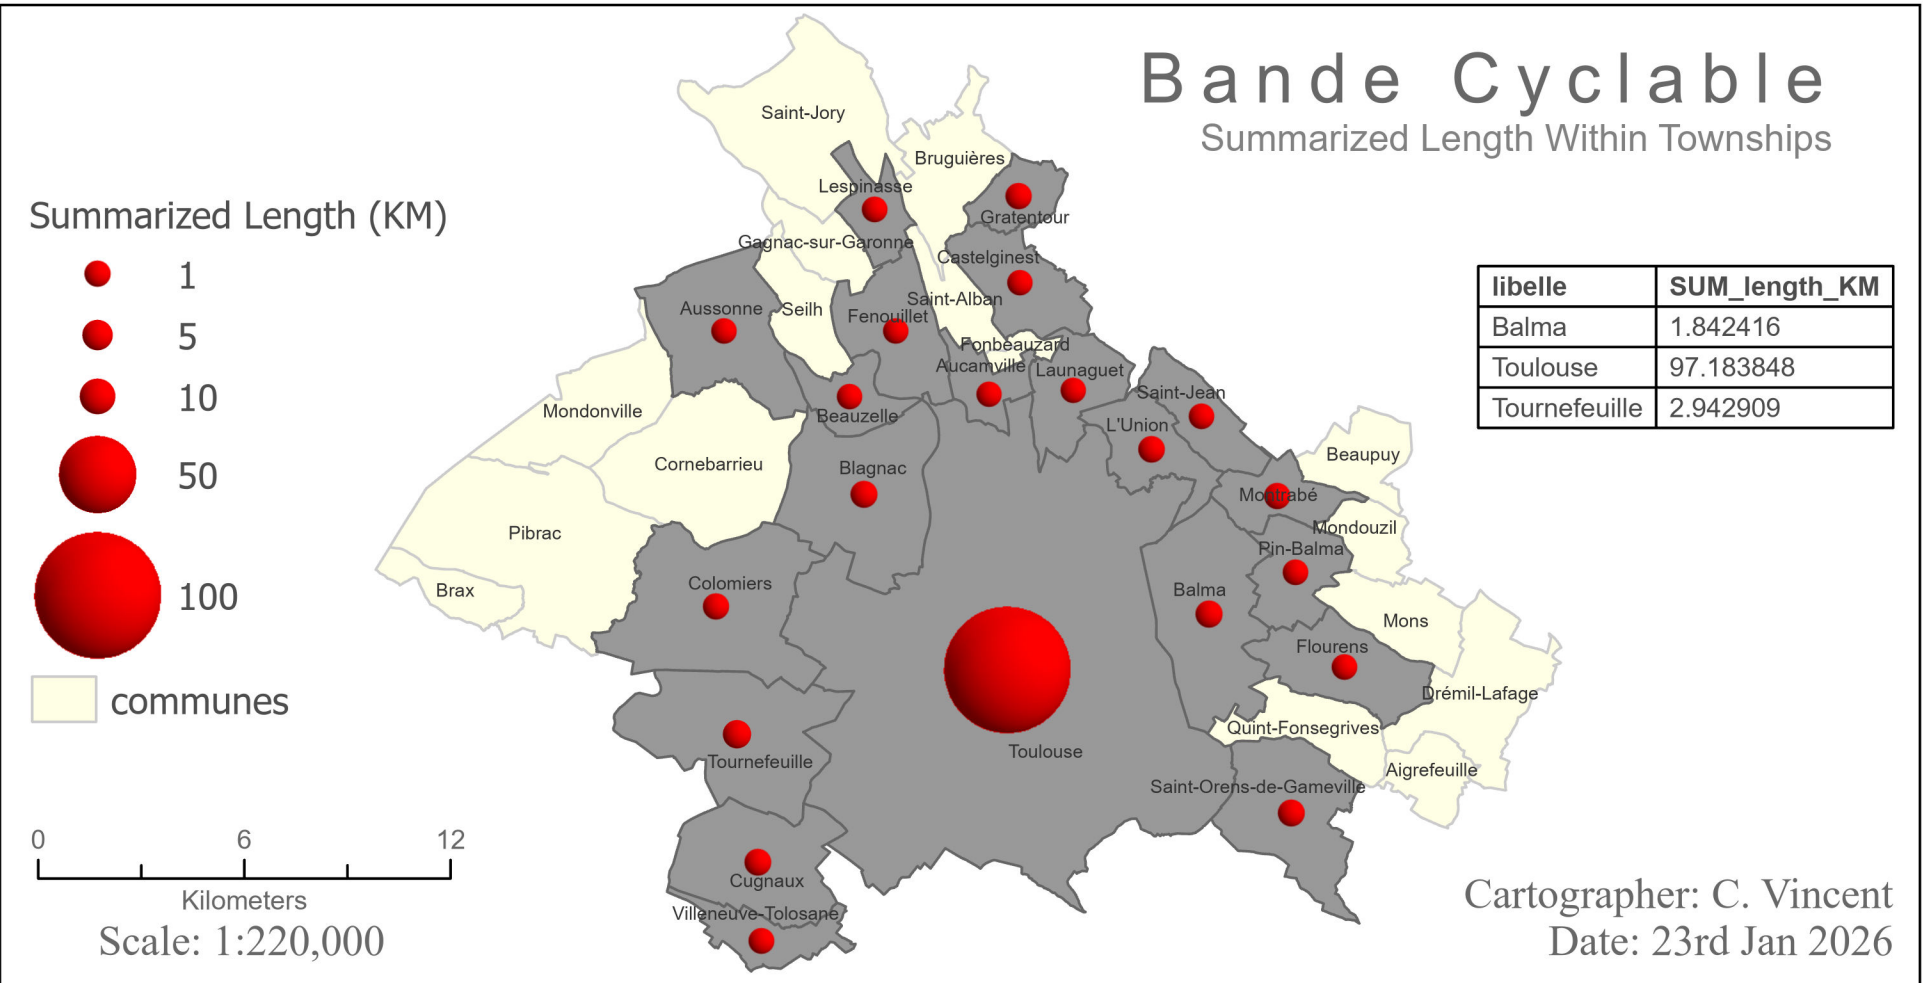 Bande Cyclable
Summarized Length Within Townships
Summarized Length (KM)
1
5
10
50
100
communes
0 6 12
Kilometers
Scale: 1:220,000
Saint-Jory
Bruguières
Lespinasse
Gratentour
Gagnac-sur-Garonne
Castelginest
Saint-Alban
Aussonne
Seilh
Fenouillet
Fonbeauzard
Aucamville
Launaguet
Saint-Jean
Mondonville
Beauzelle
L'Union
Beaupuy
Cornebarrieu
Blagnac
Montrabé
Mondouzil
Pibrac
Pin-Balma
Brax
Colomiers
Balma
Mons
Flourens
Drémil-Lafage
Quint-Fonsegrives
Toulouse
Tournefeuille
Aigrefeuille
Saint-Orens-de-Gameville
Cugnaux
Villeneuve-Tolosane
libelle SUM_length_KM
Balma 1.842416
Toulouse 97.183848
Tournefeuille 2.942909
Cartographer: C. Vincent
Date: 23rd Jan 2026